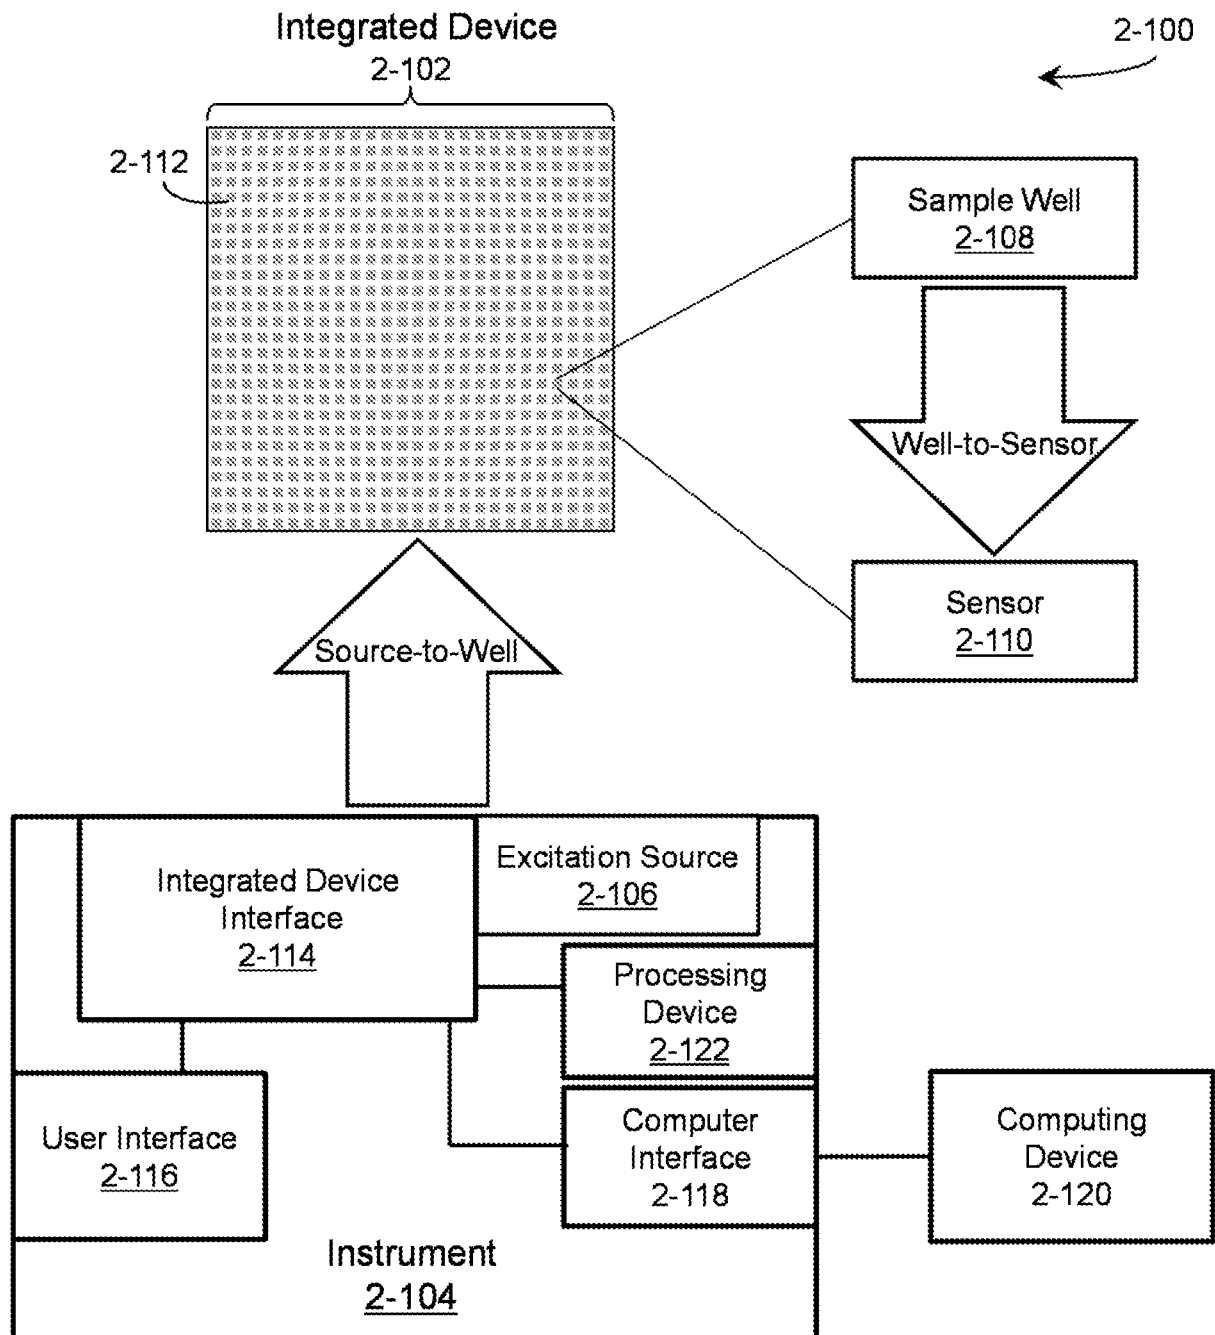 Integrated Device
2-102
2-100
2-112
Sample Well
2-108
Well-to-Sensor
Sensor
2-110
Source-to-Well
Integrated Device
Interface
2-114
Excitation Source
2-106
Processing
Device
2-122
User Interface
2-116
Computer
Interface
2-118
Computing
Device
2-120
Instrument
2-104